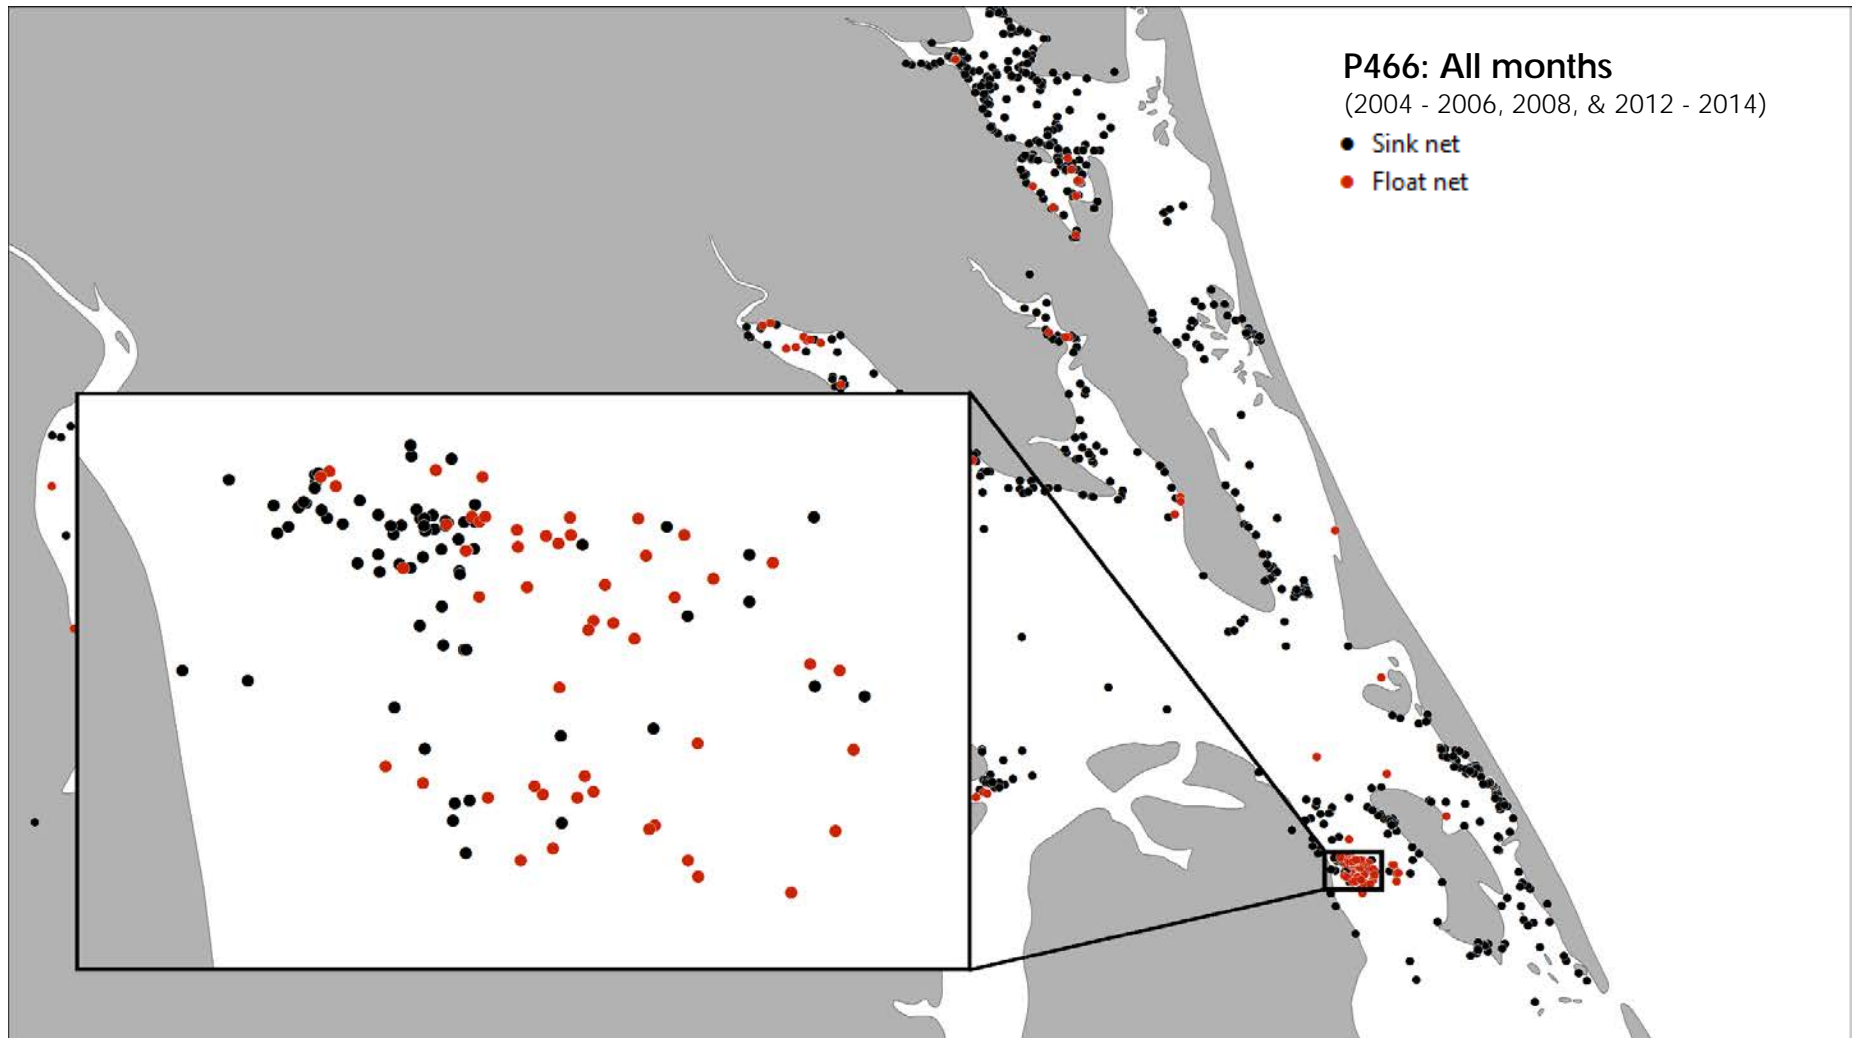 P466: All months
(2004 - 2006, 2008, & 2012 - 2014)
Sink net
Float net